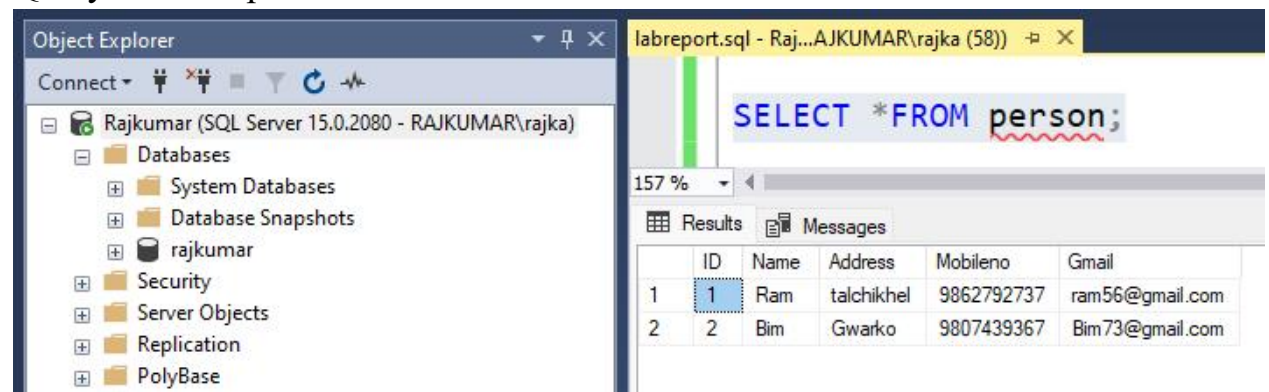 Object Explorer
Connect
Rajkumar (SQL Server 15.0.2080 - RAJKUMAR\rajka)
Databases
System Databases
Database Snapshots
rajkumar
Security
Server Objects
Replication
PolyBase
labreport.sql - Raj...AJKUMAR\rajka (58))
SELECT *FROM person;
157 %
Results Messages
ID Name Address Mobileno Gmail
1 1 Ram talchikhel 9862792737 ram56@gmail.com
2 2 Bim Gwarko 9807439367 Bim73@gmail.com